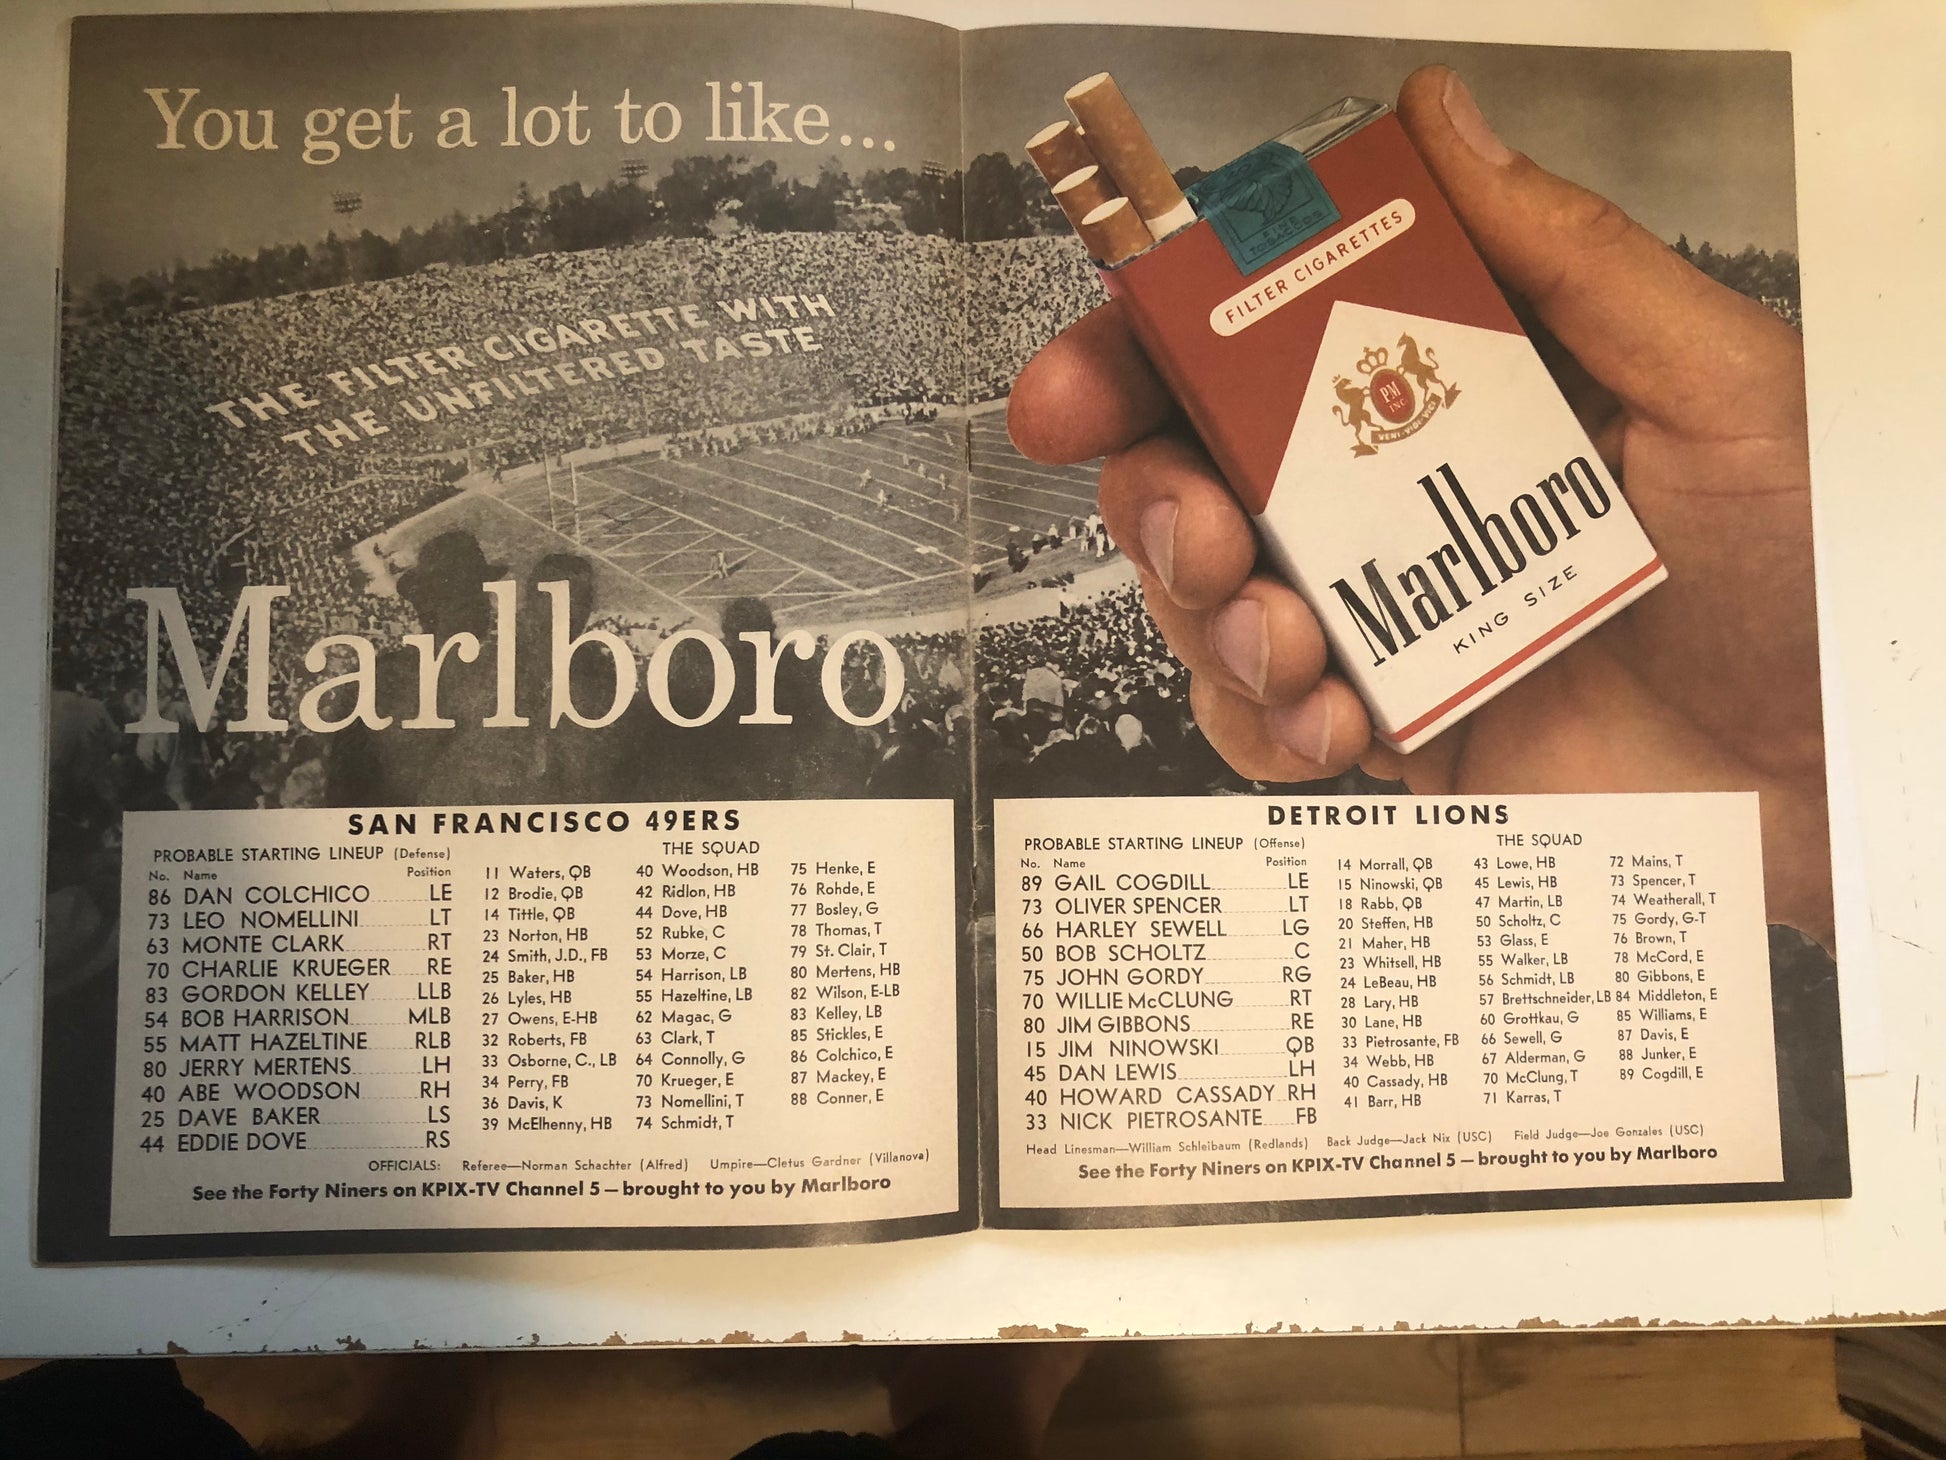 You get a lot to like...
THE FILTER CIGARETTE WITH
THE UNFILTERED TASTE
Marlboro
FINE
TOBACCOS
FILTER CIGARETTES
PM
INC
VENI·VIDI·VICI
Marlboro
KING SIZE
SAN FRANCISCO 49ERS
PROBABLE STARTING LINEUP (Defense)
No. Name Position
86 DAN COLCHICO LE
73 LEO NOMELLINI LT
63 MONTE CLARK RT
70 CHARLIE KRUEGER RE
83 GORDON KELLEY LLB
54 BOB HARRISON MLB
55 MATT HAZELTINE RLB
80 JERRY MERTENS LH
40 ABE WOODSON RH
25 DAVE BAKER LS
44 EDDIE DOVE RS
THE SQUAD
11 Waters, QB
12 Brodie, QB
14 Tittle, QB
23 Norton, HB
24 Smith, J.D., FB
25 Baker, HB
26 Lyles, HB
27 Owens, E-HB
32 Roberts, FB
33 Osborne, C., LB
34 Perry, FB
36 Davis, K
39 McElhenny, HB
40 Woodson, HB
42 Ridlon, HB
44 Dove, HB
52 Rubke, C
53 Morze, C
54 Harrison, LB
55 Hazeltine, LB
62 Magac, G
63 Clark, T
64 Connolly, G
70 Krueger, E
73 Nomellini, T
74 Schmidt, T
75 Henke, E
76 Rohde, E
77 Bosley, G
78 Thomas, T
79 St. Clair, T
80 Mertens, HB
82 Wilson, E-LB
83 Kelley, LB
85 Stickles, E
86 Colchico, E
87 Mackey, E
88 Conner, E
OFFICIALS: Referee—Norman Schachter (Alfred) Umpire—Cletus Gardner (Villanova)
See the Forty Niners on KPIX-TV Channel 5 — brought to you by Marlboro
DETROIT LIONS
PROBABLE STARTING LINEUP (Offense)
No. Name Position
89 GAIL COGDILL LE
73 OLIVER SPENCER LT
66 HARLEY SEWELL LG
50 BOB SCHOLTZ C
75 JOHN GORDY RG
70 WILLIE McCLUNG RT
80 JIM GIBBONS RE
15 JIM NINOWSKI QB
45 DAN LEWIS LH
40 HOWARD CASSADY RH
33 NICK PIETROSANTE FB
THE SQUAD
14 Morrall, QB
15 Ninowski, QB
18 Rabb, QB
20 Steffen, HB
21 Maher, HB
23 Whitsell, HB
24 LeBeau, HB
28 Lary, HB
30 Lane, HB
33 Pietrosante, FB
34 Webb, HB
40 Cassady, HB
41 Barr, HB
43 Lowe, HB
45 Lewis, HB
47 Martin, LB
50 Scholtz, C
53 Glass, E
55 Walker, LB
56 Schmidt, LB
57 Brettschneider, LB
60 Grottkau, G
66 Sewell, G
67 Alderman, G
70 McClung, T
71 Karras, T
72 Mains, T
73 Spencer, T
74 Weatherall, T
75 Gordy, G-T
76 Brown, T
78 McCord, E
80 Gibbons, E
84 Middleton, E
85 Williams, E
87 Davis, E
88 Junker, E
89 Cogdill, E
Head Linesman—William Schleibaum (Redlands) Back Judge—Jack Nix (USC) Field Judge—Joe Gonzales (USC)
See the Forty Niners on KPIX-TV Channel 5 — brought to you by Marlboro